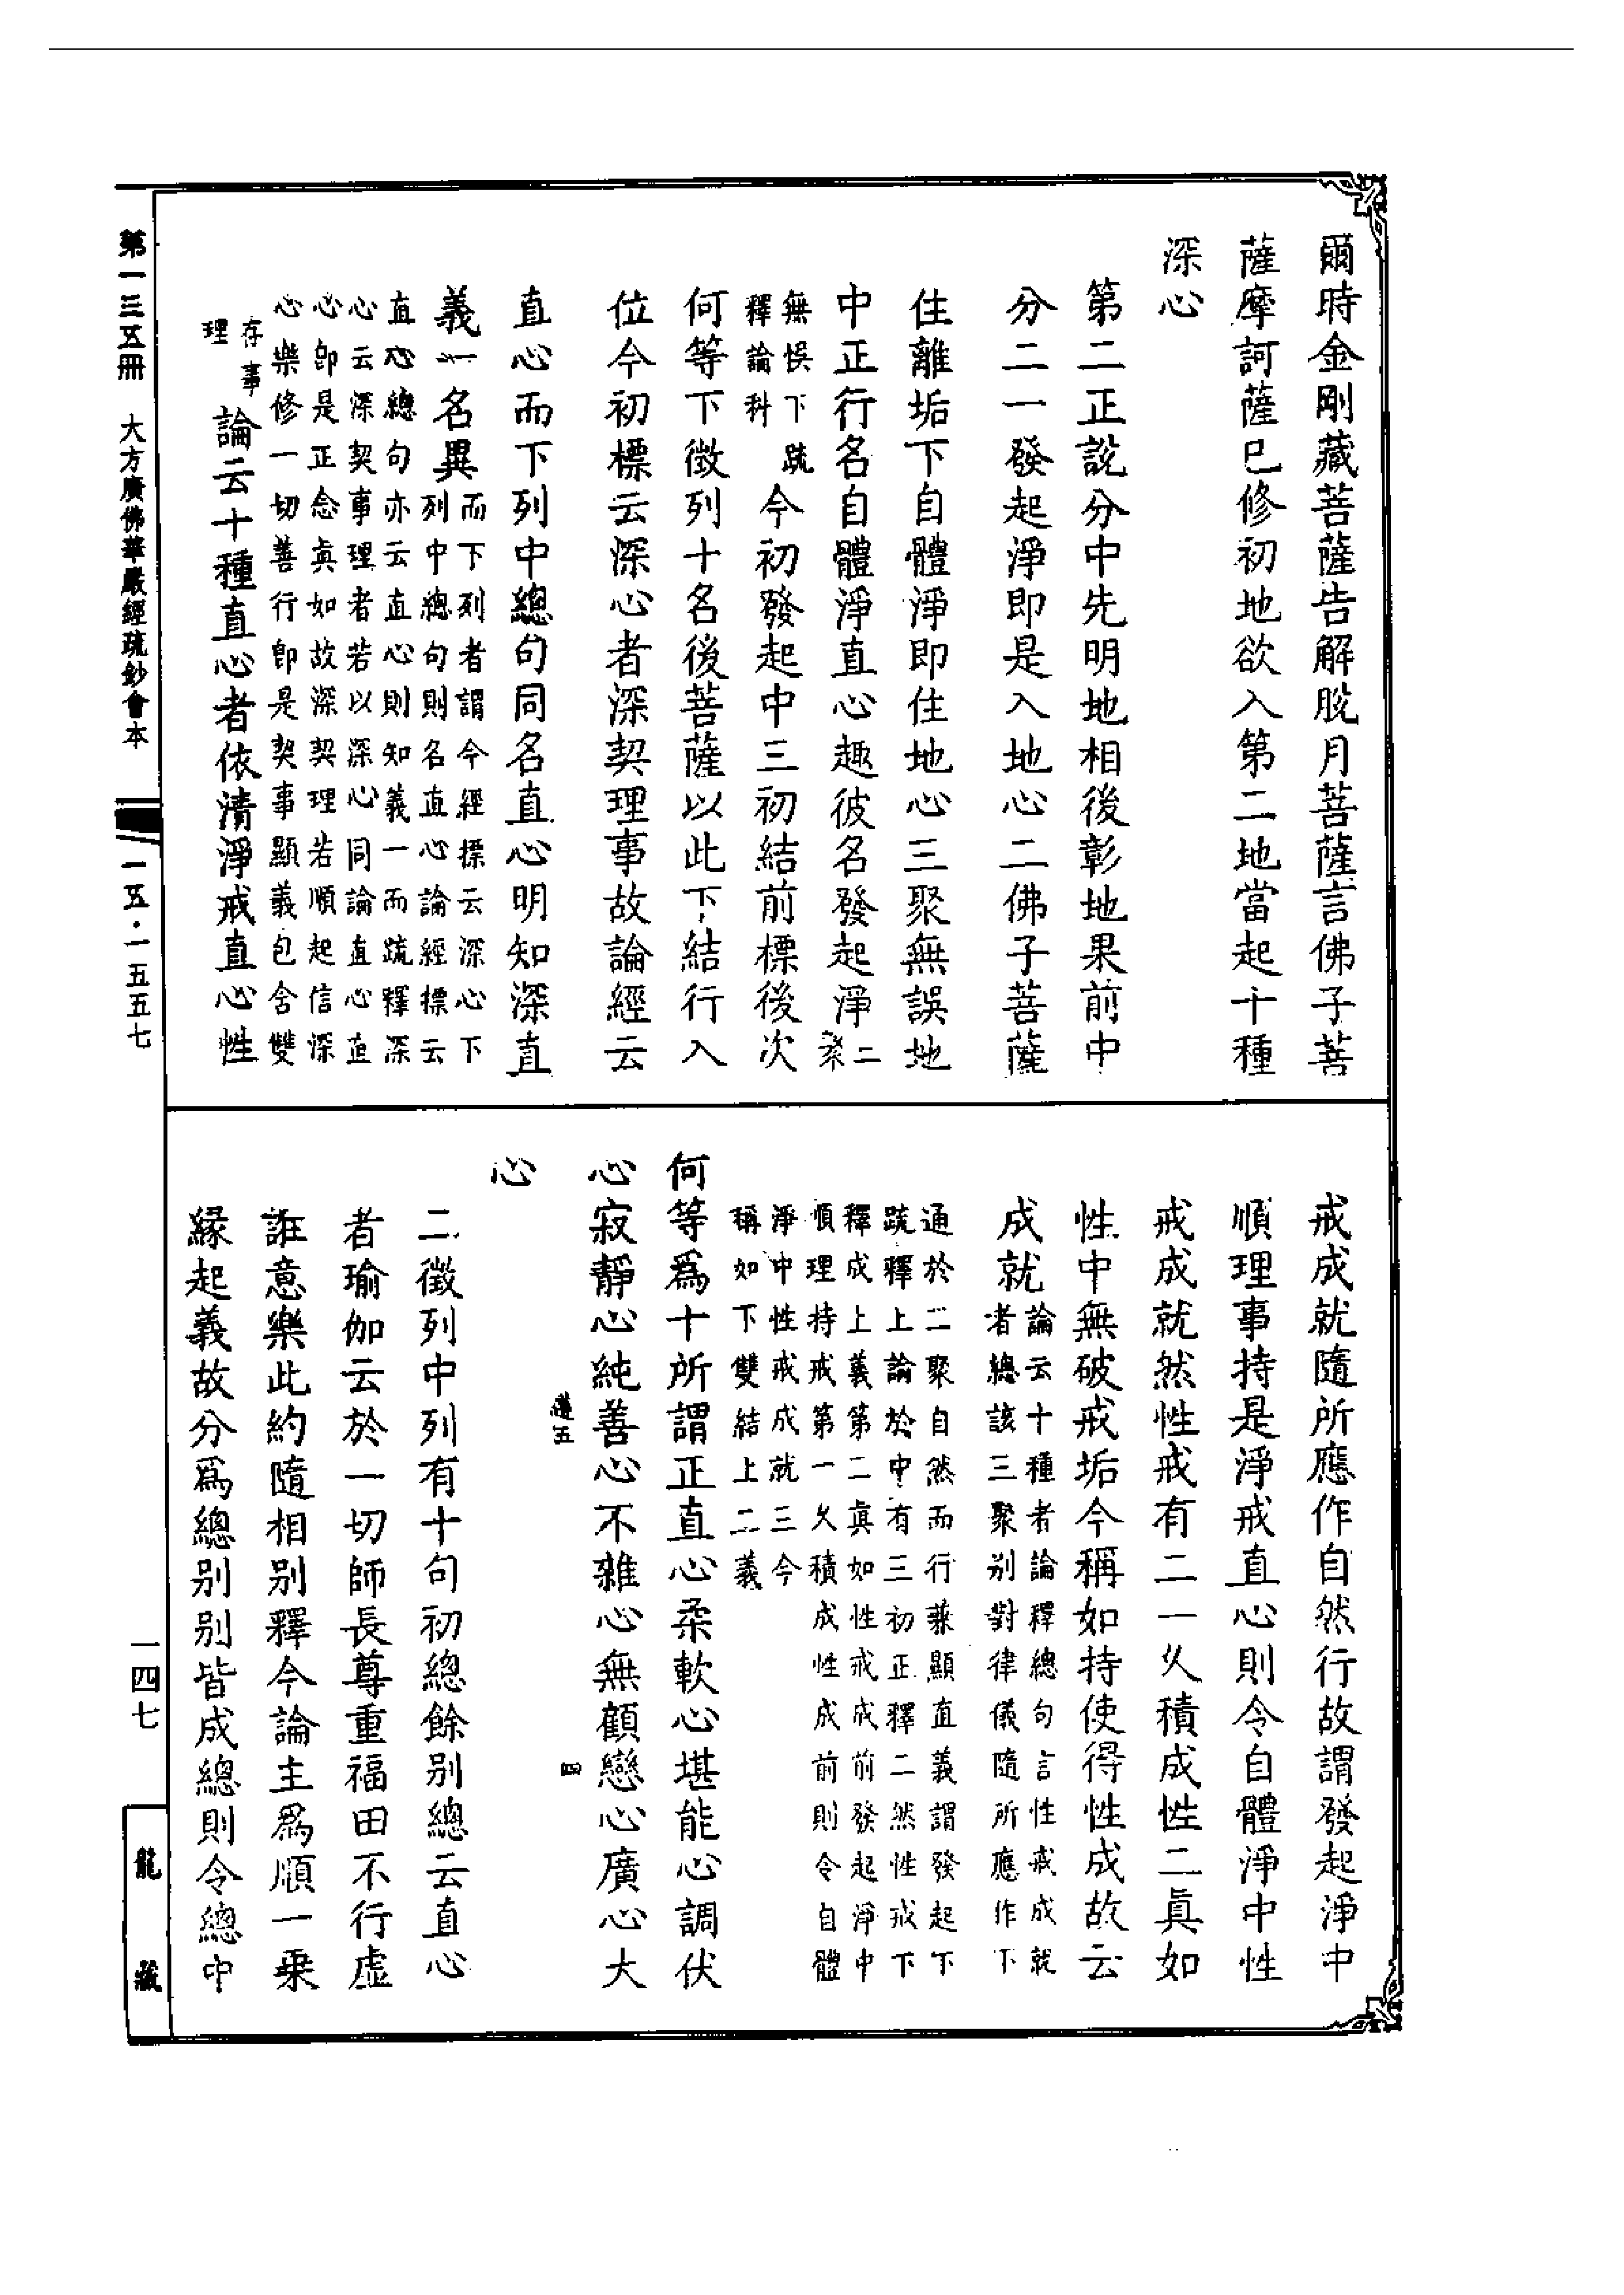 爾時金剛藏菩薩告解脫月菩薩言佛子菩
薩摩訶薩已修初地欲入第二地當起十種
深心
第二正說分中先明地相後彰地果前中
分二一發起淨即是入地心二佛子菩薩
住離垢下自體淨即住地心三聚無誤地
中正行名自體淨直心趣彼名發起淨
二
聚
無悞下疏
釋論科
今初發起中三初結前標後次
何等下徵列十名後菩薩以此下結行入
位今初標云深心者深契理事故論經云
直心而下列中總句同名直心明知深直
義一名異
而下列者謂今經標云深心下
列中總句則名直心論經標云
直心總句亦云直心則知義一而疏釋深
心云深契事理者若以深心同論直心直
心即是正念真如故深契理若順起信深
心樂修一切善行即是契事顯義包含雙
存事
理
論云十種直心者依清淨戒直心性
戒成就隨所應作自然行故謂發起淨中
順理事持是淨戒直心則令自體淨中性
戒成就然性戒有二一久積成性二真如
性中無破戒垢今稱如持使得性成故云
成就
論云十種者論釋總句言性戒成就
者總該三聚別對律儀隨所應作下
通於二聚自然而行兼顯直義謂發起下
疏釋上論於中有三初正釋二然性戒下
釋成上義第二真如性戒成前發起淨中
順理持戒第一久積成性成前則令自體
淨中性戒成就三今
稱如下雙結上二義
何等為十所謂正直心柔軟心堪能心調伏
心寂靜心純善心不雜心無顧戀心廣心大
五
四
心
二徵列中列有十句初總餘別總云直心
者瑜伽云於一切師長尊重福田不行虛
誑意樂此約隨相別釋今論主為順一乘
緣起義故分為總別別皆成總則令總中
第一三五冊 大方廣佛華嚴經疏鈔會本
一五·一五五七
一四七
龍藏